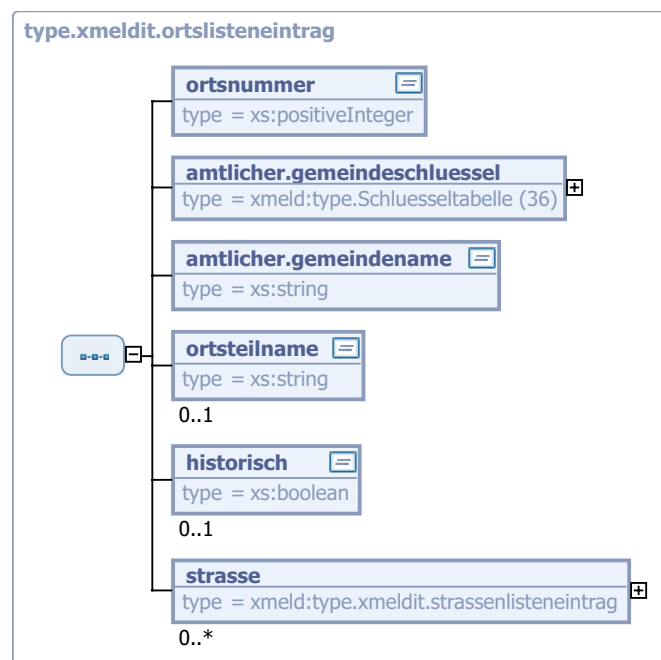 type.xmeldit.ortslisteneintrag
ortsnummer
type = xs:positiveInteger
amtlicher.gemeindeschluessel
type = xmeld:type.Schluesseltabelle (36)
amtlicher.gemeindename
type = xs:string
ortsteilname
type = xs:string
0..1
historisch
type = xs:boolean
0..1
strasse
type = xmeld:type.xmeldit.strassenlisteneintrag
0..*